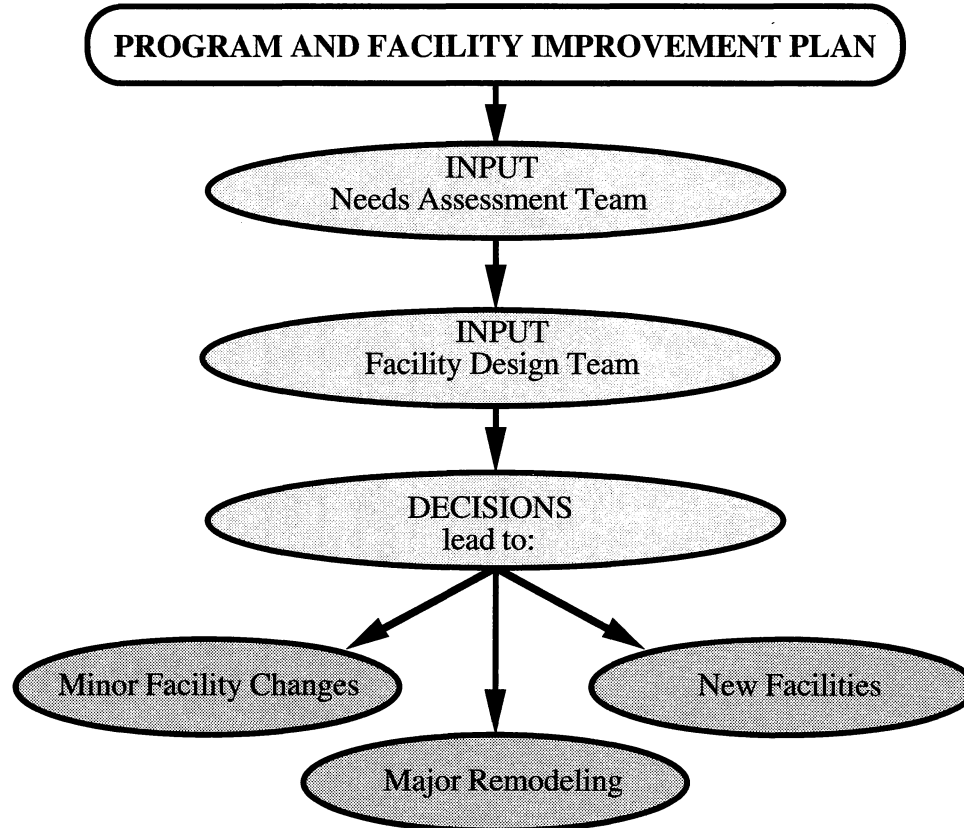 PROGRAM AND FACILITY IMPROVEMENT PLAN
INPUT
Needs Assessment Team
INPUT
Facility Design Team
DECISIONS
lead to:
Minor Facility Changes
New Facilities
Major Remodeling